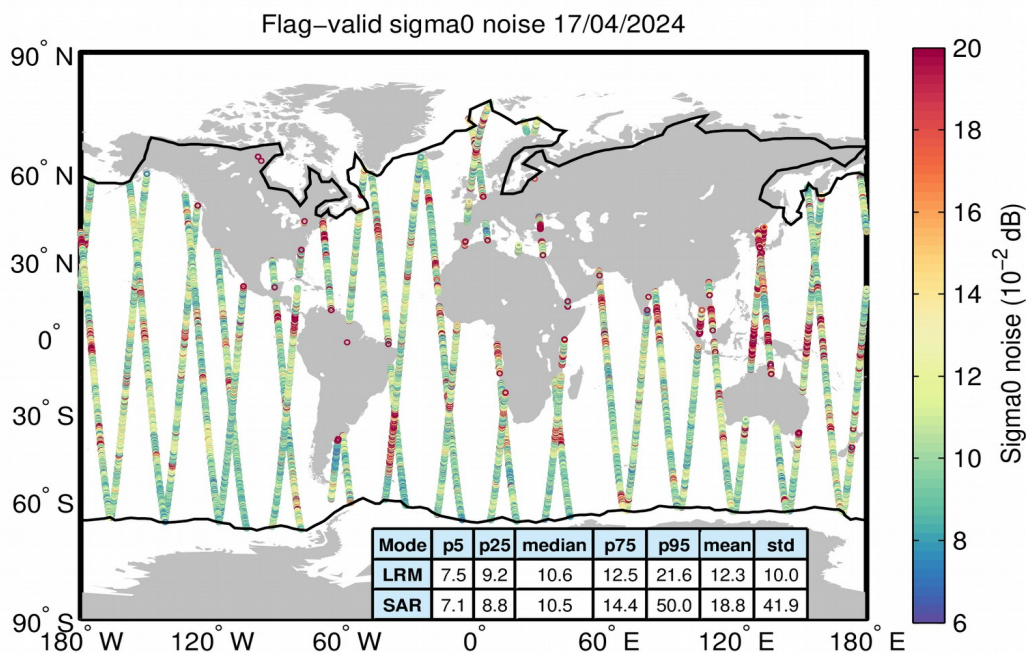 Flag−valid sigma0 noise 17/04/2024
90° N
60° N
30° N
0°
30° S
60° S
90° S
180° W
120° W
60° W
0°
60° E
120° E
180° E
Mode p5 p25 median p75 p95 mean std
LRM 7.5 9.2 10.6 12.5 21.6 12.3 10.0
SAR 7.1 8.8 10.5 14.4 50.0 18.8 41.9
20
18
16
14
12
10
8
6
Sigma0 noise (10⁻² dB)